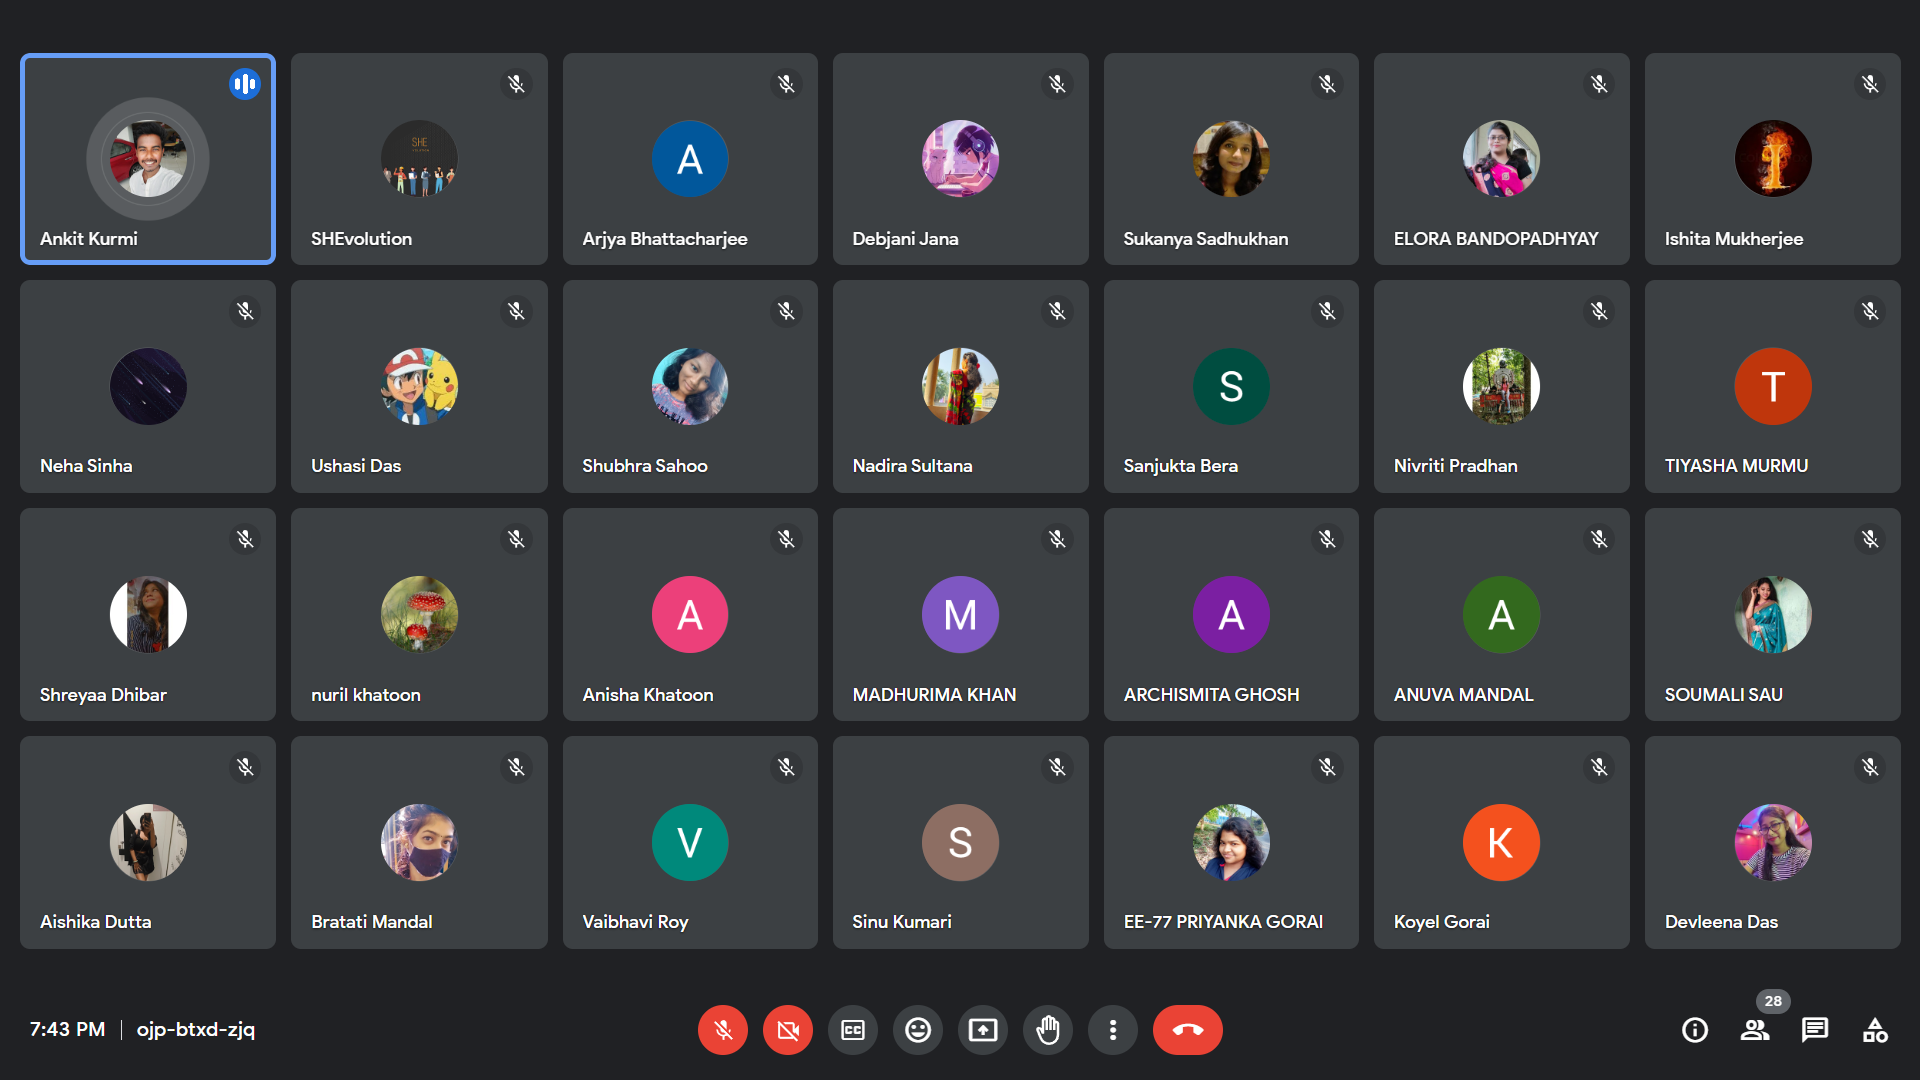 Ankit Kurmi
SHE
SHEvolution
A
Arjya Bhattacharjee
Debjani Jana
Sukanya Sadhukhan
ELORA BANDOPADHYAY
I
Ishita Mukherjee
Neha Sinha
Ushasi Das
Shubhra Sahoo
Nadira Sultana
S
Sanjukta Bera
Nivriti Pradhan
T
TIYASHA MURMU
Shreyaa Dhibar
nuril khatoon
A
Anisha Khatoon
M
MADHURIMA KHAN
A
ARCHISMITA GHOSH
A
ANUVA MANDAL
SOUMALI SAU
Aishika Dutta
Bratati Mandal
V
Vaibhavi Roy
S
Sinu Kumari
EE-77 PRIYANKA GORAI
K
Koyel Gorai
Devleena Das
7:43 PM | ojp-btxd-zjq
CC
28